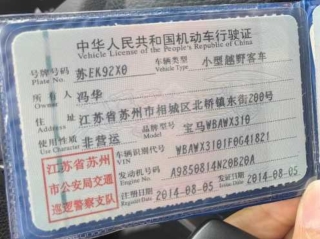 中华人民共和国机动车行驶证
Vehicle License of the People's Republic of China
号牌号码 苏EK92X0 车辆类型 小型越野客车
Plate No. Vehicle Type
所有人 冯华
Owner
住址 江苏省苏州市相城区北桥镇东街200号
Address
使用性质 非营运 品牌型号 宝马WBAWX310
Use Character Model
车辆识别代号 WBAWX3101F0G41821
VIN
发动机号码 A9850814N20B20A
Engine No.
注册日期 2014-08-05 发证日期 2014-08-05
Register Date Issue Date
江苏省苏州
市公安局交通
巡逻警察支队